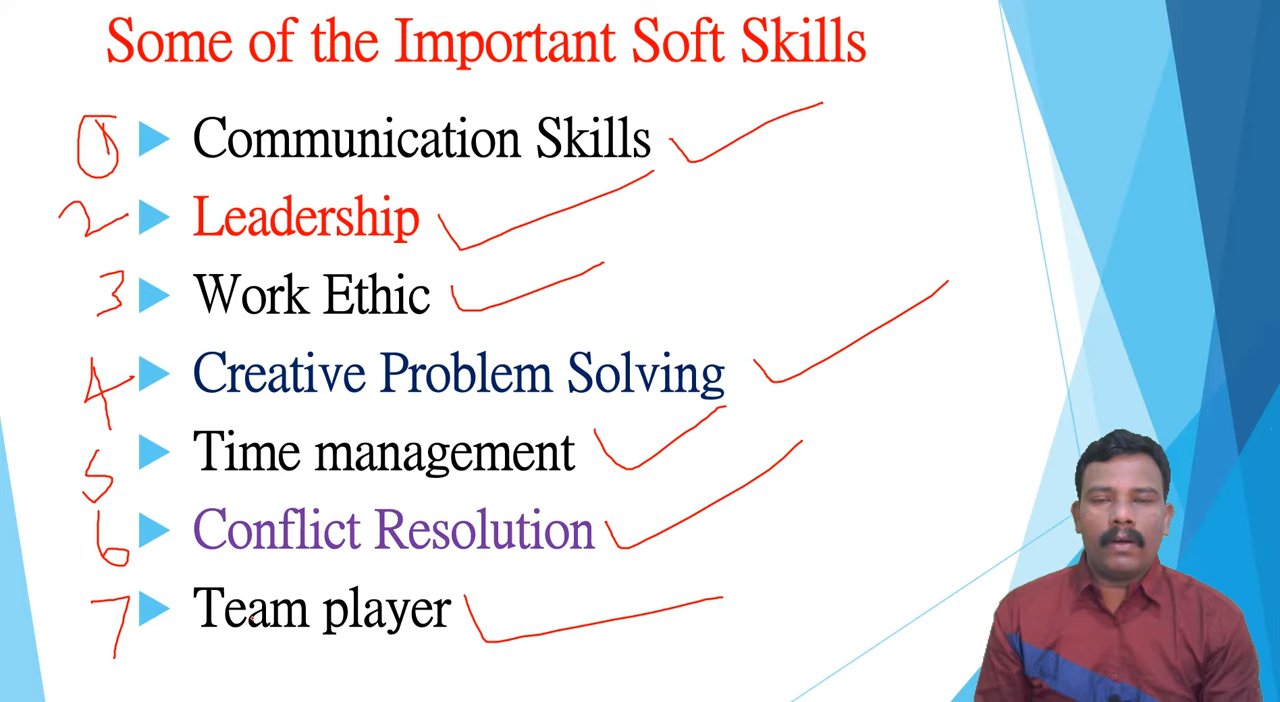 Some of the Important Soft Skills
1 Communication Skills
2 Leadership
3 Work Ethic
4 Creative Problem Solving
5 Time management
6 Conflict Resolution
7 Team player